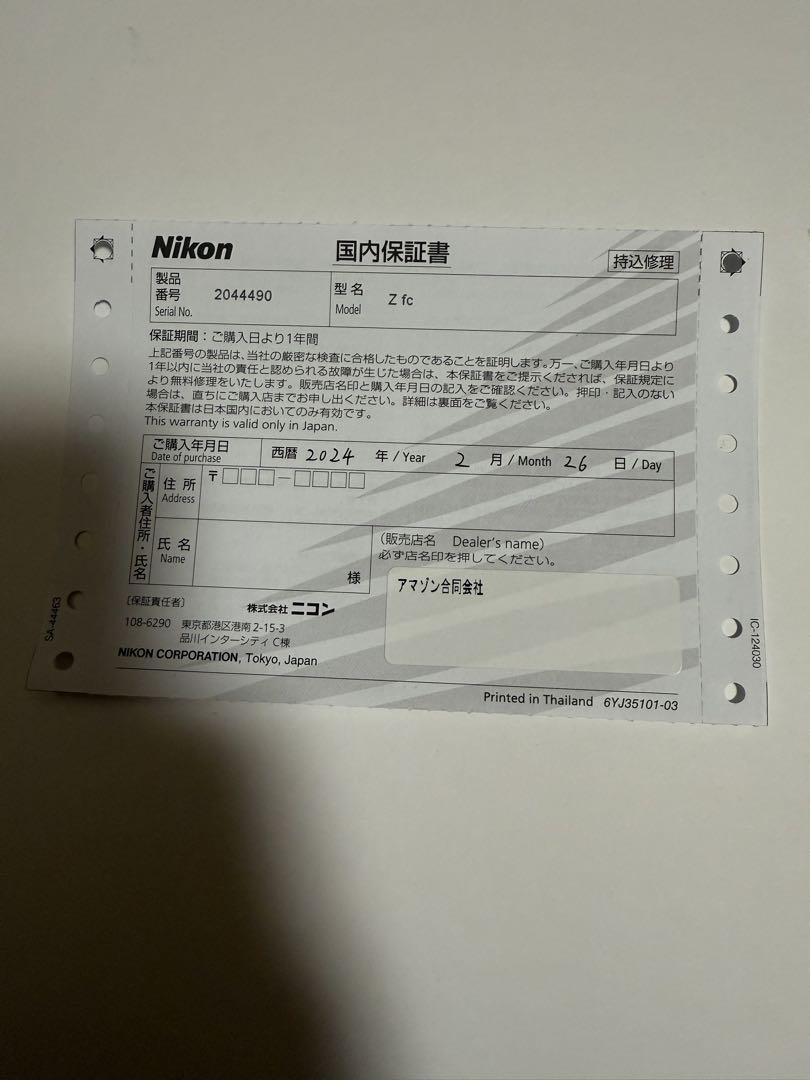 Nikon
国内保証書
持込修理
製品
番号 2044490
Serial No.
型名 Z fc
Model
保証期間：ご購入日より1年間
上記番号の製品は、当社の厳密な検査に合格したものであることを証明します。万一、ご購入年月日より
1年以内に当社の責任と認められる故障が生じた場合は、本保証書をご提示くだされば、保証規定に
より無料修理をいたします。販売店名印と購入年月日の記入をご確認ください。押印・記入のない
場合は、直ちにご購入店までお申し出ください。詳細は裏面をご覧ください。
本保証書は日本国内においてのみ有効です。
This warranty is valid only in Japan.
ご購入年月日
Date of purchase
西暦 2024 年 / Year 2 月 / Month 26 日 / Day
ご購入者住所・氏名
住所
Address
〒□□□−□□□□
氏名
Name
様
（販売店名 Dealer's name）
必ず店名印を押してください。
アマゾン合同会社
〔保証責任者〕
株式会社 ニコン
108-6290 東京都港区港南2-15-3
品川インターシティC棟
NIKON CORPORATION, Tokyo, Japan
Printed in Thailand 6YJ35101-03
SA-44463
IC-124030